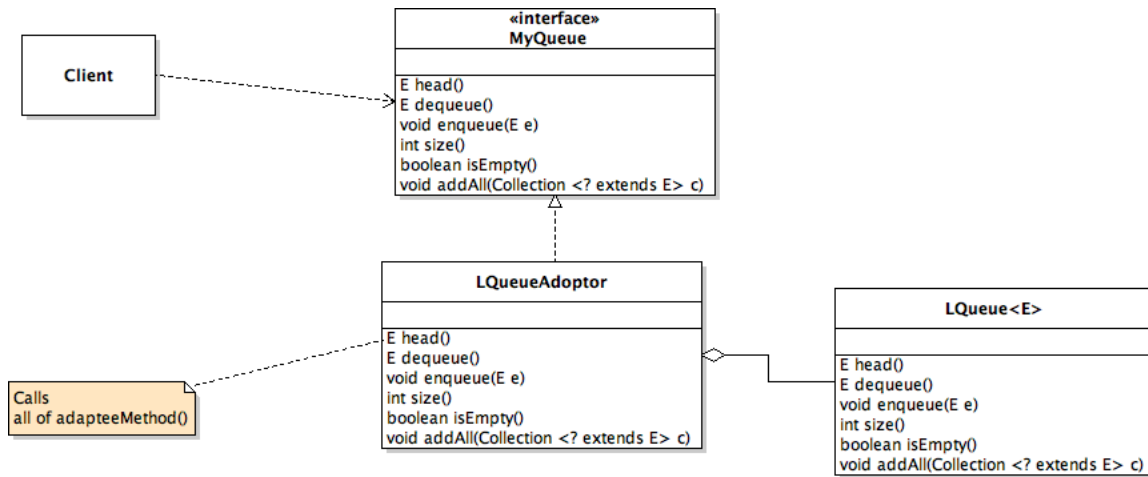 «interface»
MyQueue
Client
E head()
E dequeue()
void enqueue(E e)
int size()
boolean isEmpty()
void addAll(Collection <? extends E> c)
LQueueAdoptor
E head()
E dequeue()
void enqueue(E e)
int size()
boolean isEmpty()
void addAll(Collection <? extends E> c)
Calls
all of adapteeMethod()
LQueue<E>
E head()
E dequeue()
void enqueue(E e)
int size()
boolean isEmpty()
void addAll(Collection <? extends E> c)